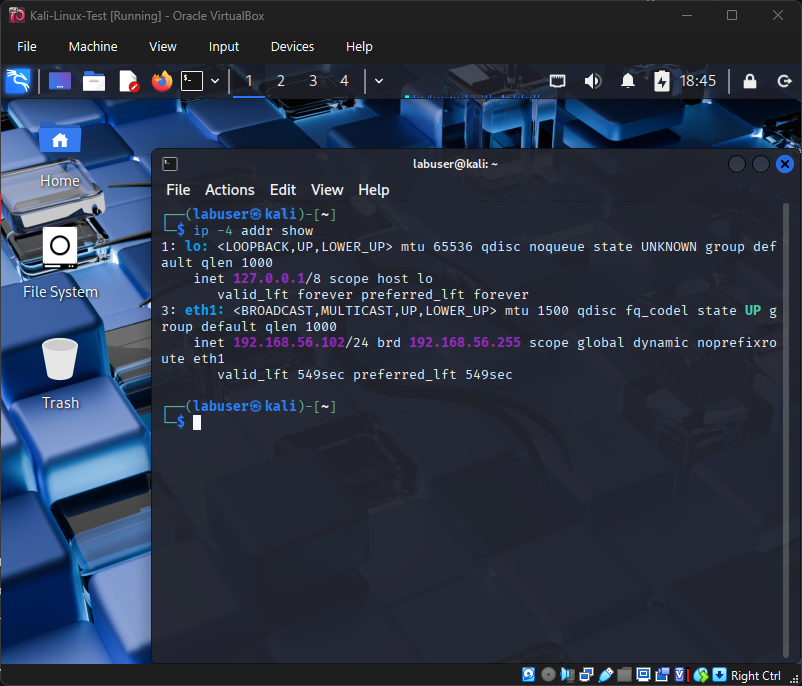 Kali-Linux-Test [Running] - Oracle VirtualBox
File Machine View Input Devices Help
1 2 3 4 18:45
Home
File System
Trash
labuser@kali: ~
File Actions Edit View Help
┌──(labuser㉿kali)-[~]
└─$ ip -4 addr show
1: lo: <LOOPBACK,UP,LOWER_UP> mtu 65536 qdisc noqueue state UNKNOWN group def
ault qlen 1000
    inet 127.0.0.1/8 scope host lo
       valid_lft forever preferred_lft forever
3: eth1: <BROADCAST,MULTICAST,UP,LOWER_UP> mtu 1500 qdisc fq_codel state UP g
roup default qlen 1000
    inet 192.168.56.102/24 brd 192.168.56.255 scope global dynamic noprefixro
ute eth1
       valid_lft 549sec preferred_lft 549sec
┌──(labuser㉿kali)-[~]
└─$
Right Ctrl